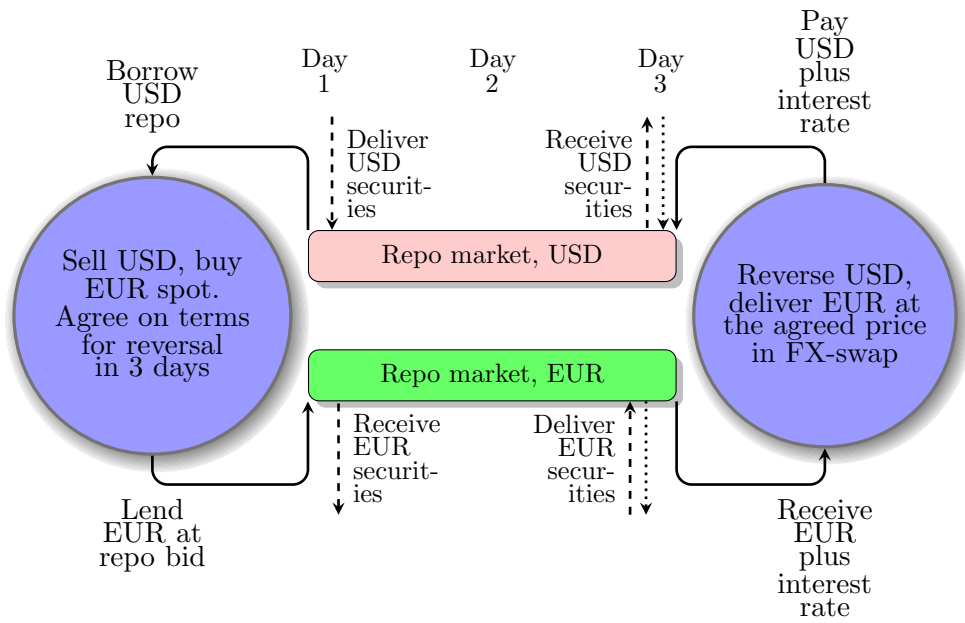 Borrow
USD
repo
Day
1
Day
2
Day
3
Pay
USD
plus
interest
rate
Deliver
USD
securit-
ies
Receive
USD
secur-
ities
Repo market, USD
Sell USD, buy
EUR spot.
Agree on terms
for reversal
in 3 days
Reverse USD,
deliver EUR at
the agreed price
in FX-swap
Repo market, EUR
Receive
EUR
securit-
ies
Deliver
EUR
secur-
ities
Lend
EUR at
repo bid
Receive
EUR
plus
interest
rate